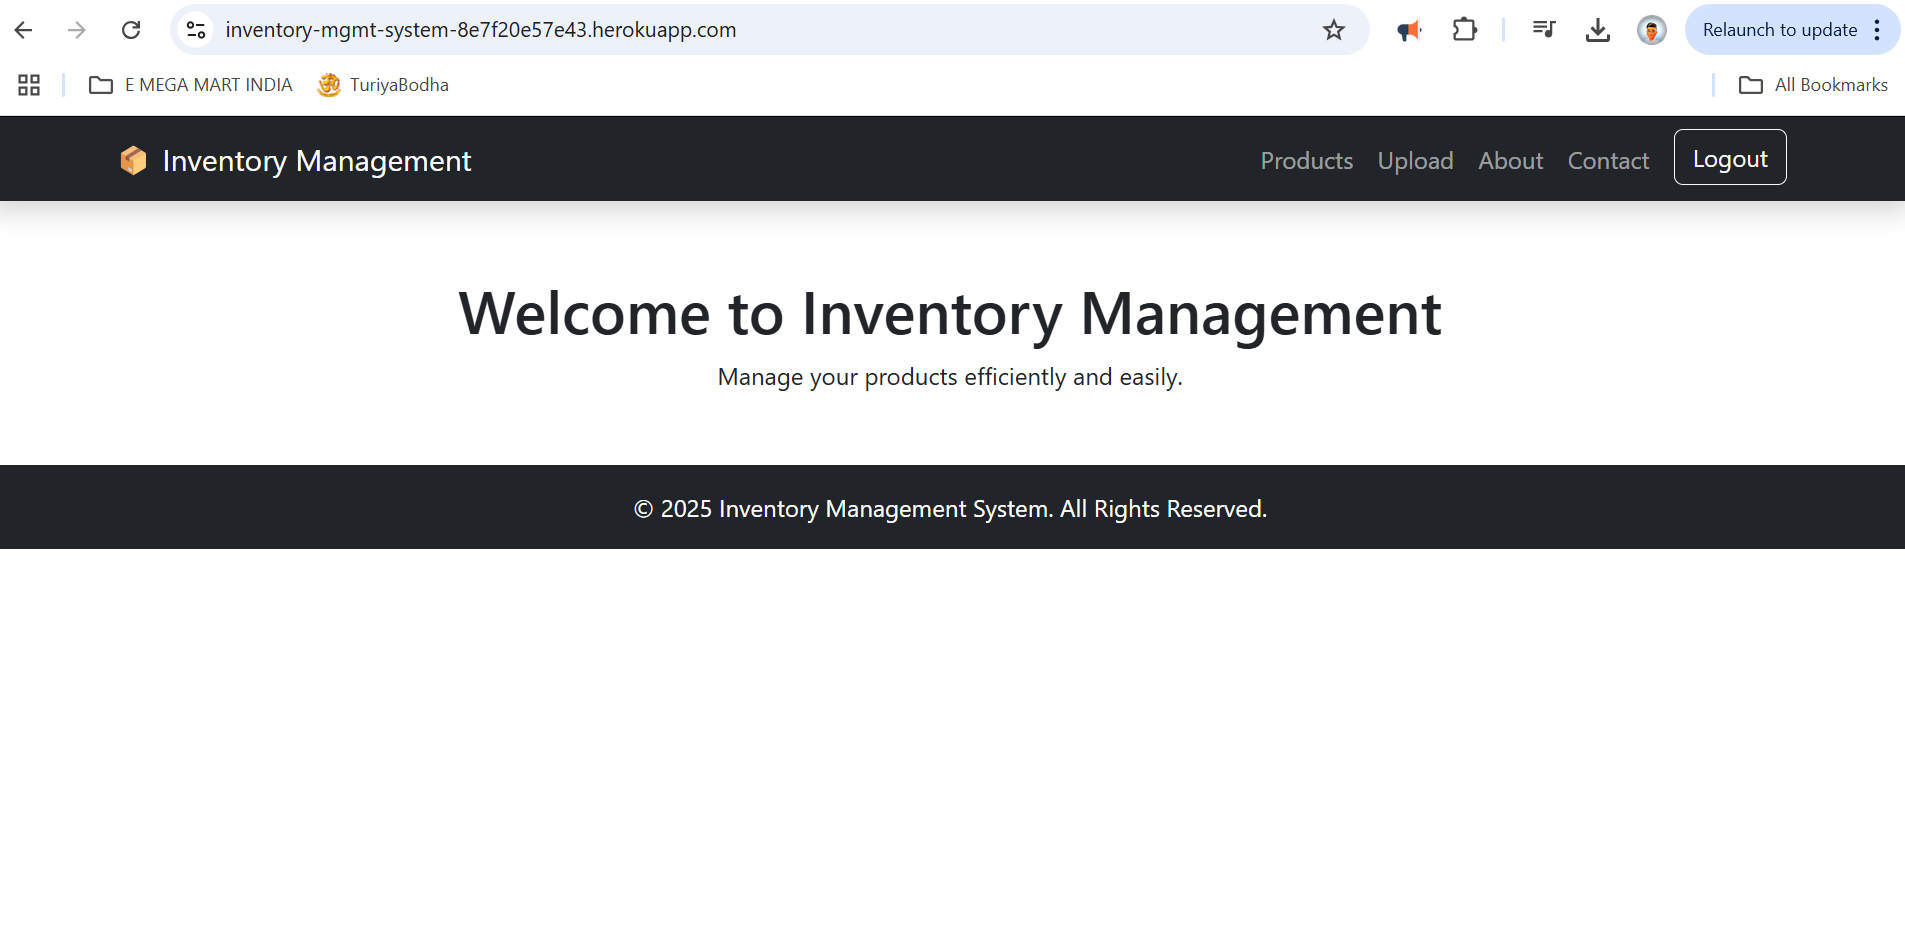 inventory-mgmt-system-8e7f20e57e43.herokuapp.com
Relaunch to update
E MEGA MART INDIA
TuriyaBodha
All Bookmarks
Inventory Management
Products Upload About Contact Logout
Welcome to Inventory Management
Manage your products efficiently and easily.
© 2025 Inventory Management System. All Rights Reserved.